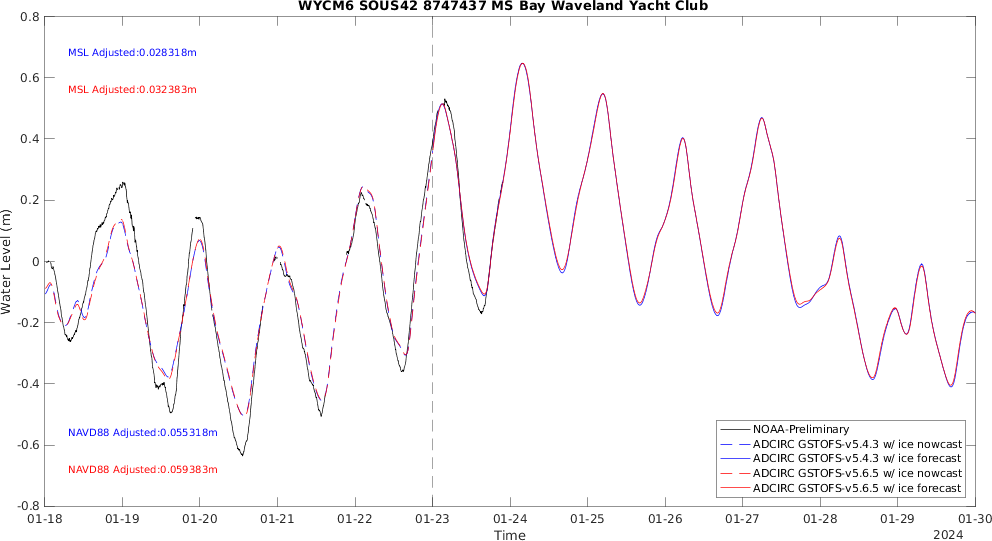 WYCM6 SOUS42 8747437 MS Bay Waveland Yacht Club
0.8
0.6
0.4
0.2
0
-0.2
-0.4
-0.6
-0.8
Water Level (m)
MSL Adjusted:0.028318m
MSL Adjusted:0.032383m
NAVD88 Adjusted:0.055318m
NAVD88 Adjusted:0.059383m
NOAA-Preliminary
ADCIRC GSTOFS-v5.4.3 w/ ice nowcast
ADCIRC GSTOFS-v5.4.3 w/ ice forecast
ADCIRC GSTOFS-v5.6.5 w/ ice nowcast
ADCIRC GSTOFS-v5.6.5 w/ ice forecast
01-18 01-19 01-20 01-21 01-22 01-23 01-24 01-25 01-26 01-27 01-28 01-29 01-30
Time
2024